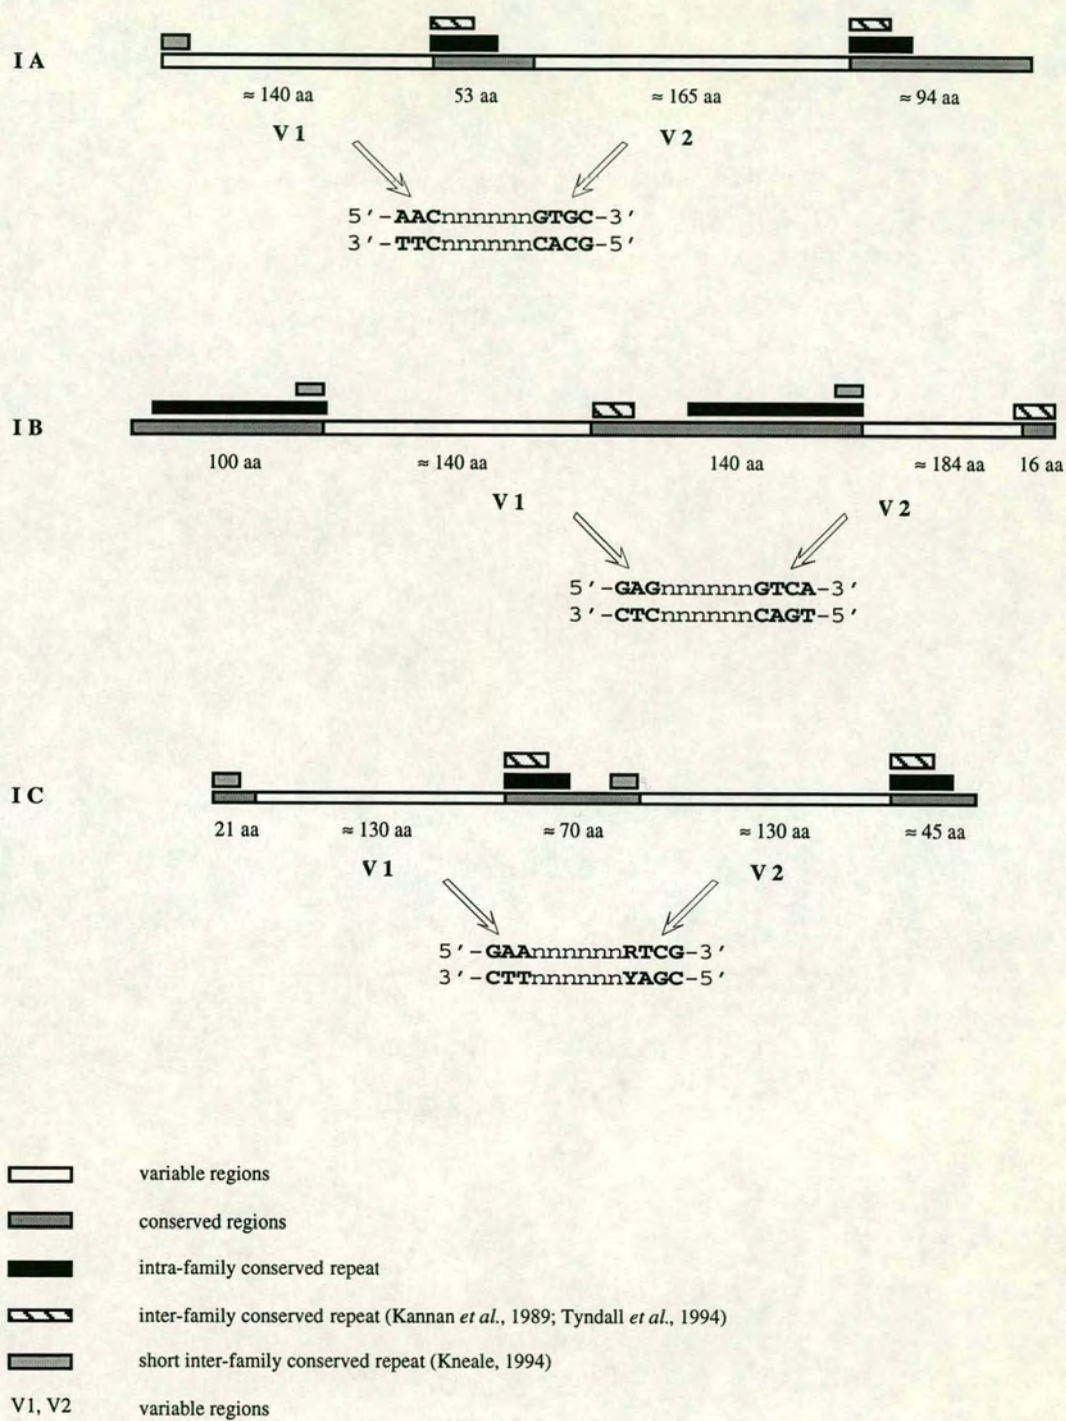 I A
≈ 140 aa 53 aa ≈ 165 aa ≈ 94 aa
V 1 V 2
5′-AACnnnnnnGTGC-3′
3′-TTCnnnnnnCACG-5′
I B
100 aa ≈ 140 aa 140 aa ≈ 184 aa 16 aa
V 1 V 2
5′-GAGnnnnnnnGTCA-3′
3′-CTCnnnnnnnCAGT-5′
I C
21 aa ≈ 130 aa ≈ 70 aa ≈ 130 aa ≈ 45 aa
V 1 V 2
5′-GAAnnnnnnnRTCG-3′
3′-CTTnnnnnnnYAGC-5′
variable regions
conserved regions
intra-family conserved repeat
inter-family conserved repeat (Kannan et al., 1989; Tyndall et al., 1994)
short inter-family conserved repeat (Kneale, 1994)
V1, V2 variable regions